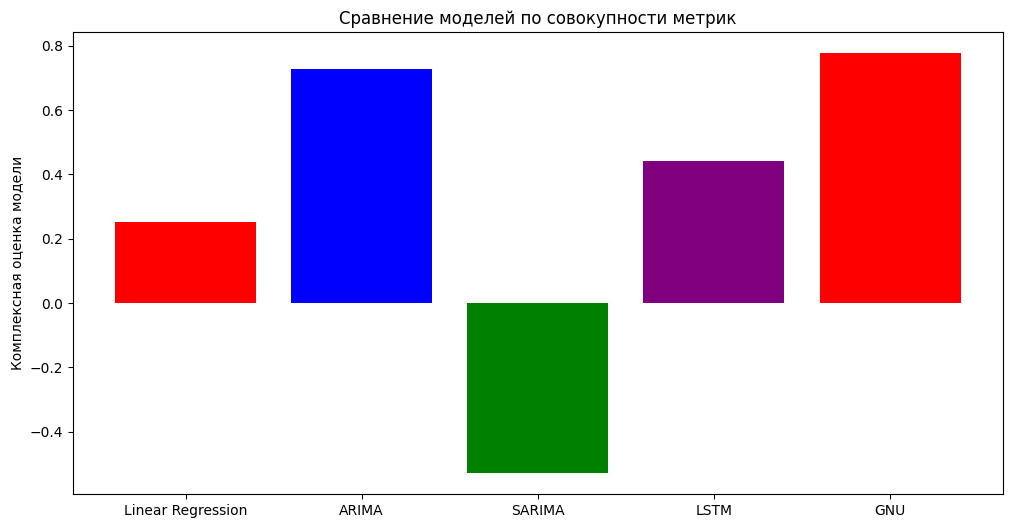 Сравнение моделей по совокупности метрик
Комплексная оценка модели
0.8
0.6
0.4
0.2
0.0
−0.2
−0.4
Linear Regression ARIMA SARIMA LSTM GNU